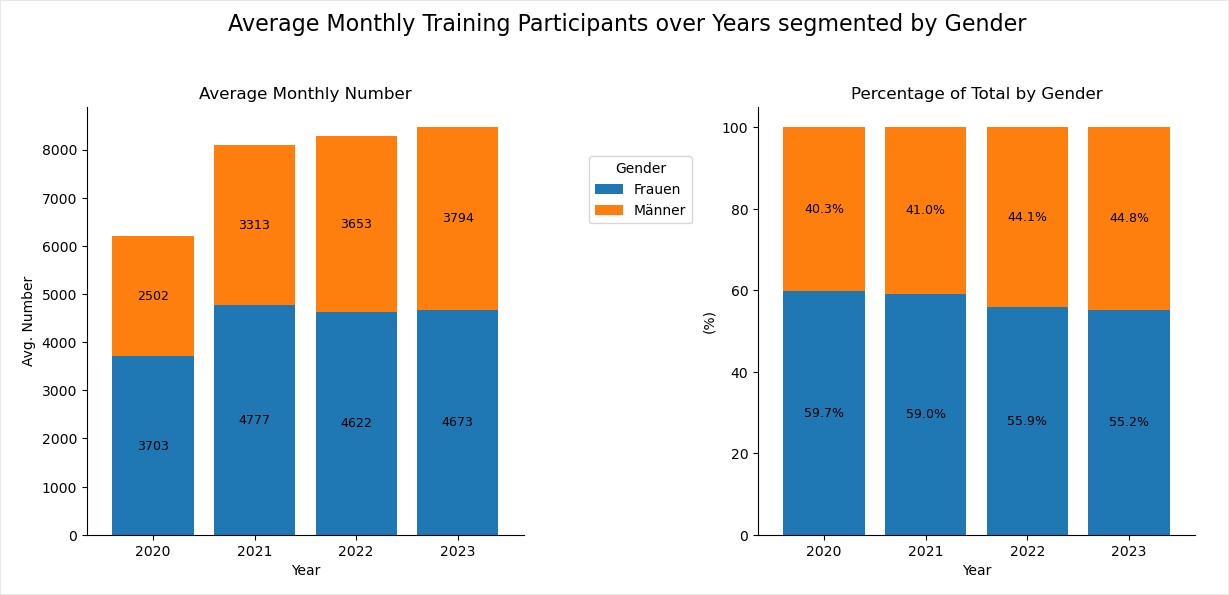 Average Monthly Training Participants over Years segmented by Gender
Average Monthly Number
Avg. Number
8000
7000
6000
5000
4000
3000
2000
1000
0
2502
3313
3653
3794
3703
4777
4622
4673
2020 2021 2022 2023
Year
Gender
Frauen
Männer
Percentage of Total by Gender
(%)
100
80
60
40
20
0
40.3%
41.0%
44.1%
44.8%
59.7%
59.0%
55.9%
55.2%
2020 2021 2022 2023
Year